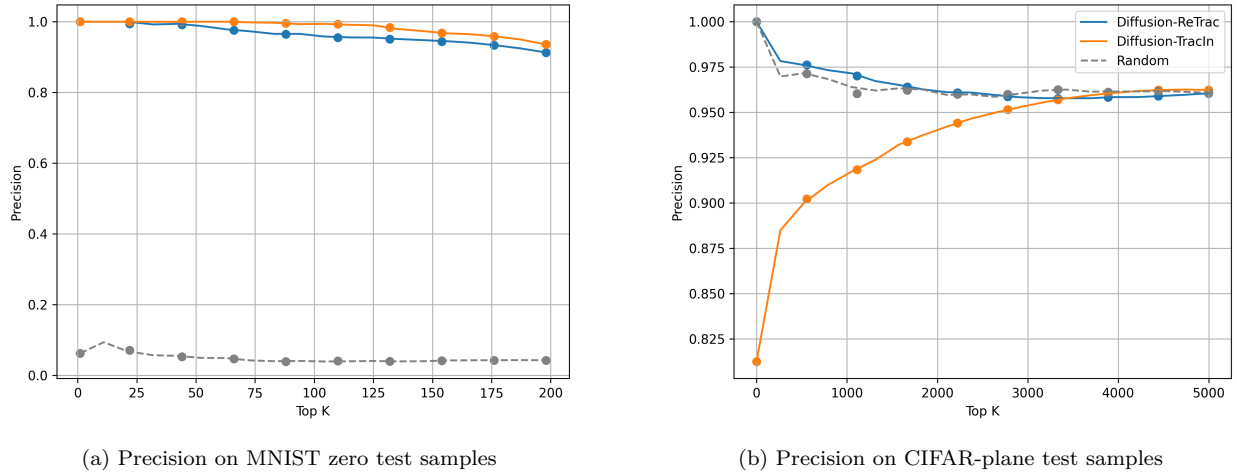 1.0
0.8
0.6
0.4
0.2
0.0
Precision
0 25 50 75 100 125 150 175 200
Top K
(a) Precision on MNIST zero test samples
1.000
0.975
0.950
0.925
0.900
0.875
0.850
0.825
Precision
Diffusion-ReTrac
Diffusion-TracIn
Random
0 1000 2000 3000 4000 5000
Top K
(b) Precision on CIFAR-plane test samples